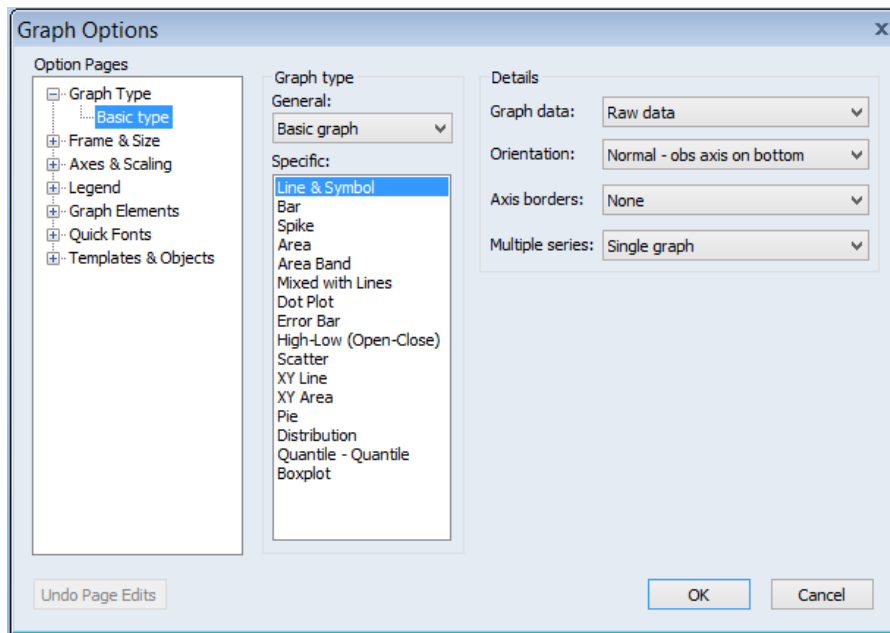 Graph Options
x
Option Pages
Graph Type
Basic type
Frame & Size
Axes & Scaling
Legend
Graph Elements
Quick Fonts
Templates & Objects
Graph type
General:
Basic graph
Specific:
Line & Symbol
Bar
Spike
Area
Area Band
Mixed with Lines
Dot Plot
Error Bar
High-Low (Open-Close)
Scatter
XY Line
XY Area
Pie
Distribution
Quantile - Quantile
Boxplot
Details
Graph data: Raw data
Orientation: Normal - obs axis on bottom
Axis borders: None
Multiple series: Single graph
Undo Page Edits
OK
Cancel